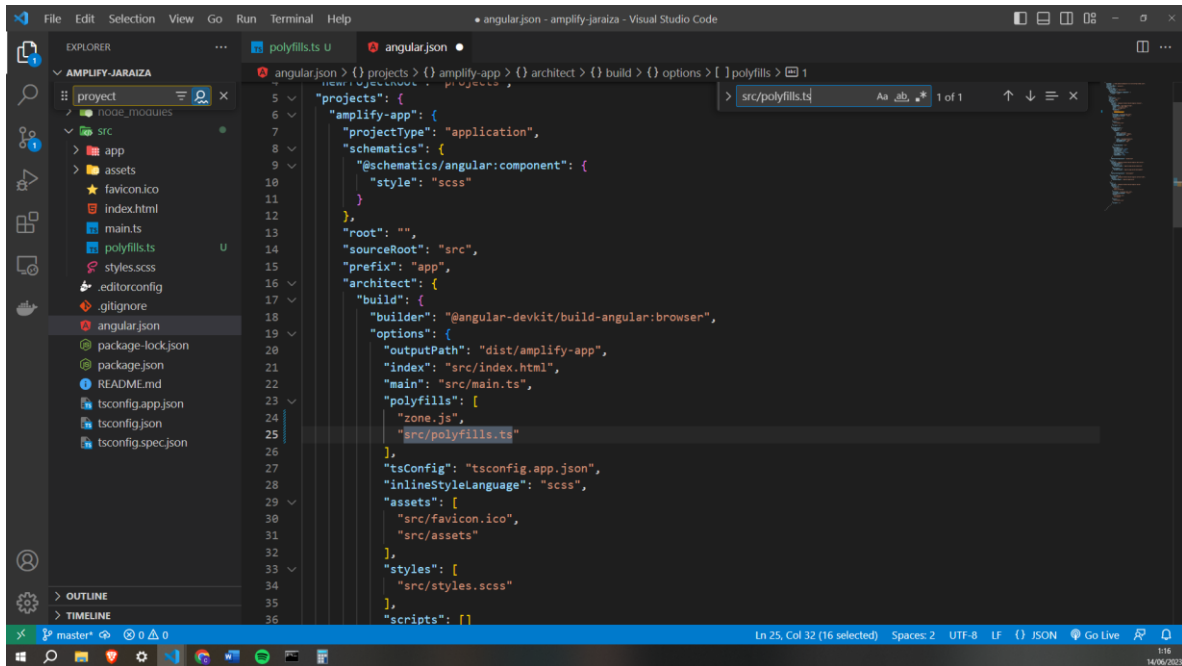 File Edit Selection View Go Run Terminal Help
● angular.json - amplify-jaraiza - Visual Studio Code
EXPLORER
AMPLIFY-JARAIZA
proyect
node_modules
src
app
assets
favicon.ico
index.html
main.ts
polyfills.ts U
styles.scss
.editorconfig
.gitignore
angular.json
package-lock.json
package.json
README.md
tsconfig.app.json
tsconfig.json
tsconfig.spec.json
OUTLINE
TIMELINE
polyfills.ts U angular.json ●
angular.json > {} projects > {} amplify-app > {} architect > {} build > {} options > [ ] polyfills > 1
src/polyfills.ts Aa ab .* 1 of 1
4 "newProjectRoot": "projects",
5 "projects": {
6 "amplify-app": {
7 "projectType": "application",
8 "schematics": {
9 "@schematics/angular:component": {
10 "style": "scss"
11 }
12 },
13 "root": "",
14 "sourceRoot": "src",
15 "prefix": "app",
16 "architect": {
17 "build": {
18 "builder": "@angular-devkit/build-angular:browser",
19 "options": {
20 "outputPath": "dist/amplify-app",
21 "index": "src/index.html",
22 "main": "src/main.ts",
23 "polyfills": [
24 "zone.js",
25 "src/polyfills.ts"
26 ],
27 "tsConfig": "tsconfig.app.json",
28 "inlineStyleLanguage": "scss",
29 "assets": [
30 "src/favicon.ico",
31 "src/assets"
32 ],
33 "styles": [
34 "src/styles.scss"
35 ],
36 "scripts": []
master* 0 0 Ln 25, Col 32 (16 selected) Spaces: 2 UTF-8 LF {} JSON Go Live
1:16
14/06/2023